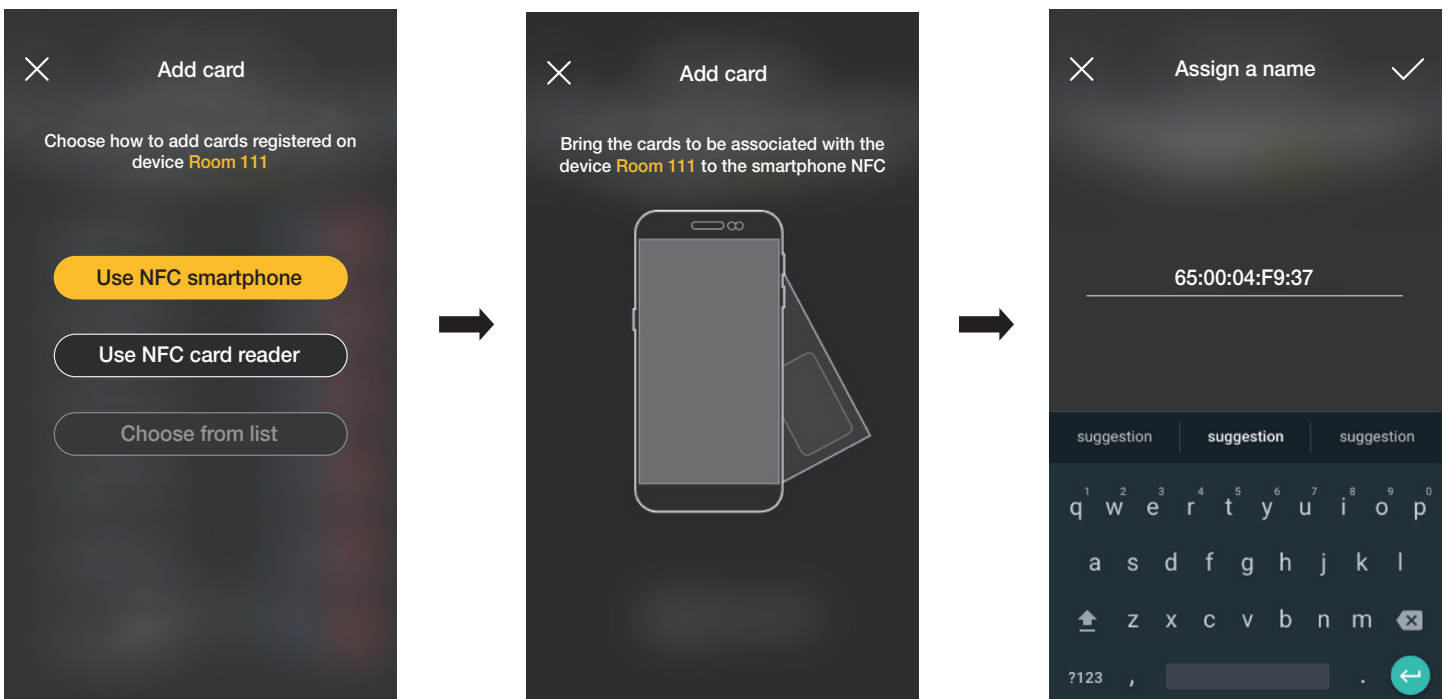 Add card
Choose how to add cards registered on
device Room 111
Use NFC smartphone
Use NFC card reader
Choose from list
Add card
Bring the cards to be associated with the
device Room 111 to the smartphone NFC
Assign a name
65:00:04:F9:37
suggestion suggestion suggestion
1 2 3 4 5 6 7 8 9 0
q w e r t y u i o p
a s d f g h j k l
z x c v b n m
?123 , .